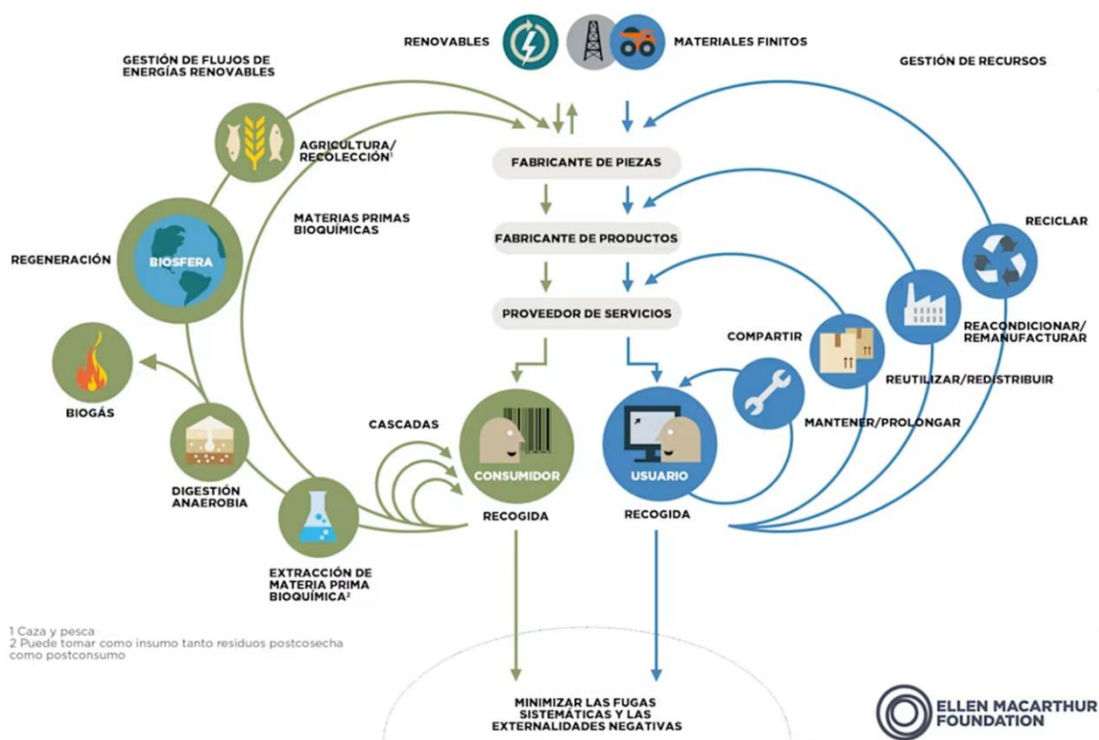 RENOVABLES
MATERIALES FINITOS
GESTIÓN DE FLUJOS DE
ENERGÍAS RENOVABLES
GESTIÓN DE RECURSOS
AGRICULTURA/
RECOLECCIÓN¹
FABRICANTE DE PIEZAS
MATERIAS PRIMAS
BIOQUÍMICAS
RECICLAR
FABRICANTE DE PRODUCTOS
REGENERACIÓN
BIOSFERA
PROVEEDOR DE SERVICIOS
REACONDICIONAR/
REMANUFACTURAR
COMPARTIR
REUTILIZAR/REDISTRIBUIR
BIOGÁS
CASCADAS
MANTENER/PROLONGAR
CONSUMIDOR
USUARIO
DIGESTIÓN
ANAEROBIA
RECOGIDA
RECOGIDA
EXTRACCIÓN DE
MATERIA PRIMA
BIOQUÍMICA²
1 Caza y pesca
2 Puede tomar como insumo tanto residuos postcosecha
como postconsumo
MINIMIZAR LAS FUGAS
SISTEMÁTICAS Y LAS
EXTERNALIDADES NEGATIVAS
ELLEN MACARTHUR
FOUNDATION